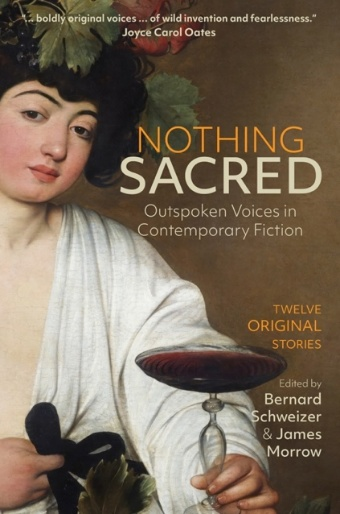 "... boldly original voices ... of wild invention and fearlessness."
Joyce Carol Oates
NOTHING
SACRED
Outspoken Voices in
Contemporary Fiction
TWELVE
ORIGINAL
STORIES
Edited by
Bernard
Schweizer
& James
Morrow